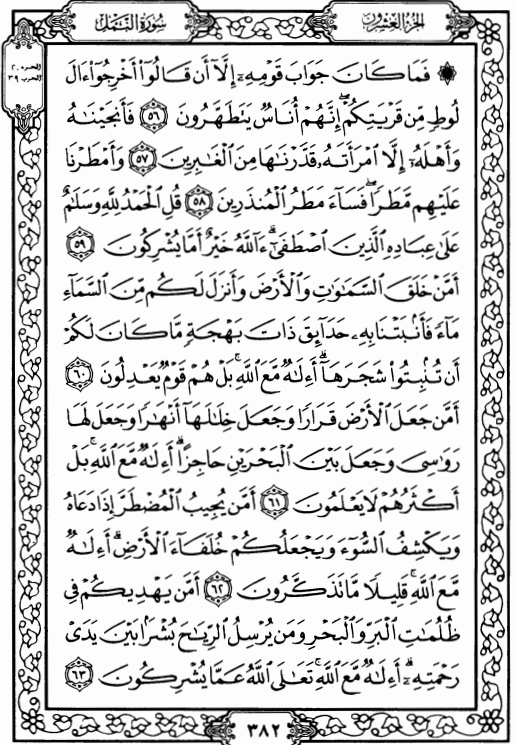 الجزء العشرون
سورة النمل
الجزء ٢٠
الحزب ٣٩
۞ فَمَا كَانَ جَوَابَ قَوْمِهِۦٓ إِلَّآ أَن قَالُوٓا۟ أَخْرِجُوٓا۟ ءَالَ
لُوطٍ مِّن قَرْيَتِكُمْ ۖ إِنَّهُمْ أُنَاسٌ يَتَطَهَّرُونَ ٥٦ فَأَنجَيْنَٰهُ
وَأَهْلَهُۥٓ إِلَّا ٱمْرَأَتَهُۥ قَدَّرْنَٰهَا مِنَ ٱلْغَٰبِرِينَ ٥٧ وَأَمْطَرْنَا
عَلَيْهِم مَّطَرًا ۖ فَسَآءَ مَطَرُ ٱلْمُنذَرِينَ ٥٨ قُلِ ٱلْحَمْدُ لِلَّهِ وَسَلَٰمٌ
عَلَىٰ عِبَادِهِ ٱلَّذِينَ ٱصْطَفَىٰٓ ۗ ءَآللَّهُ خَيْرٌ أَمَّا يُشْرِكُونَ ٥٩
أَمَّنْ خَلَقَ ٱلسَّمَٰوَٰتِ وَٱلْأَرْضَ وَأَنزَلَ لَكُم مِّنَ ٱلسَّمَآءِ
مَآءً فَأَنۢبَتْنَا بِهِۦ حَدَآئِقَ ذَاتَ بَهْجَةٍ مَّا كَانَ لَكُمْ
أَن تُنۢبِتُوا۟ شَجَرَهَآ ۗ أَءِلَٰهٌ مَّعَ ٱللَّهِ ۚ بَلْ هُمْ قَوْمٌ يَعْدِلُونَ ٦٠
أَمَّن جَعَلَ ٱلْأَرْضَ قَرَارًا وَجَعَلَ خِلَٰلَهَآ أَنْهَٰرًا وَجَعَلَ لَهَا
رَوَٰسِىَ وَجَعَلَ بَيْنَ ٱلْبَحْرَيْنِ حَاجِزًا ۗ أَءِلَٰهٌ مَّعَ ٱللَّهِ ۚ بَلْ
أَكْثَرُهُمْ لَا يَعْلَمُونَ ٦١ أَمَّن يُجِيبُ ٱلْمُضْطَرَّ إِذَا دَعَاهُ
وَيَكْشِفُ ٱلسُّوٓءَ وَيَجْعَلُكُمْ خُلَفَآءَ ٱلْأَرْضِ ۗ أَءِلَٰهٌ
مَّعَ ٱللَّهِ ۚ قَلِيلًا مَّا تَذَكَّرُونَ ٦٢ أَمَّن يَهْدِيكُمْ فِى
ظُلُمَٰتِ ٱلْبَرِّ وَٱلْبَحْرِ وَمَن يُرْسِلُ ٱلرِّيَٰحَ بُشْرًۢا بَيْنَ يَدَىْ
رَحْمَتِهِۦٓ ۗ أَءِلَٰهٌ مَّعَ ٱللَّهِ ۚ تَعَٰلَى ٱللَّهُ عَمَّا يُشْرِكُونَ ٦٣
٣٨٢